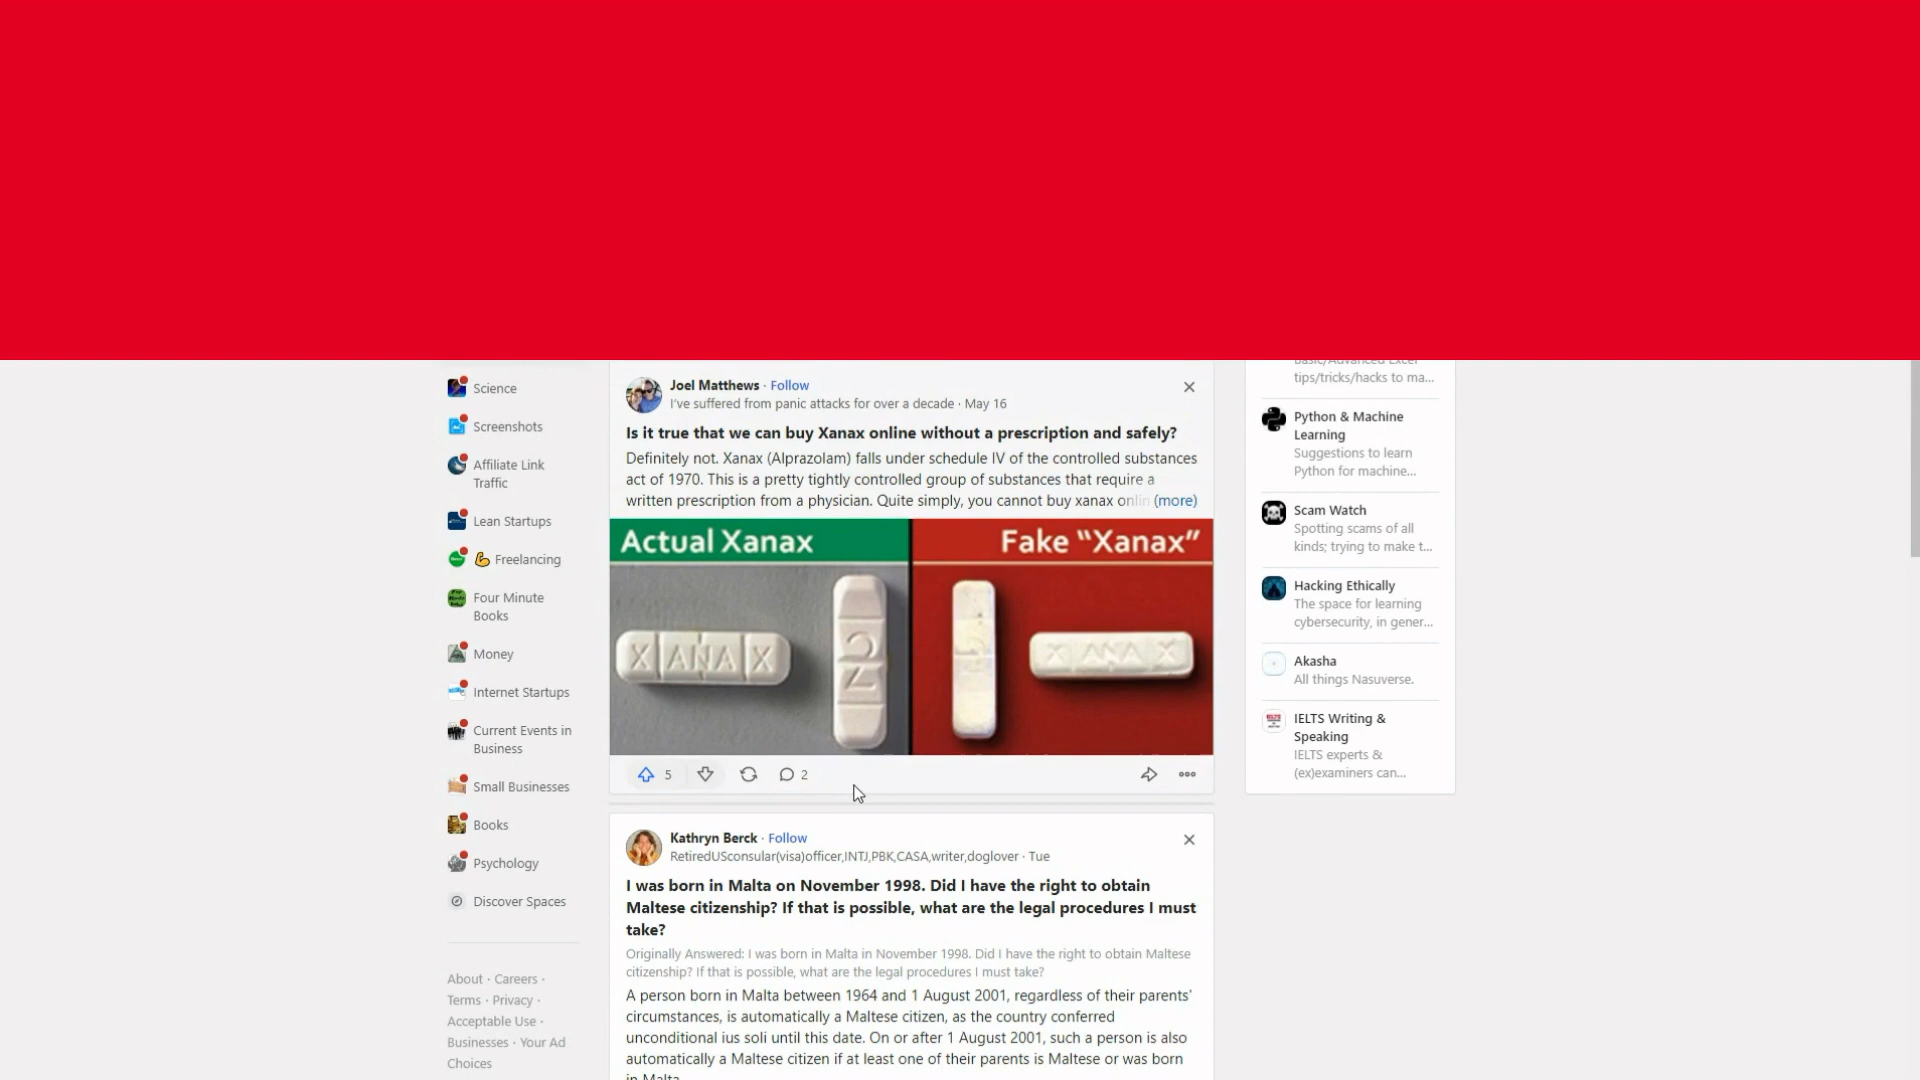 Science
Screenshots
Affiliate Link
Traffic
Lean Startups
Freelancing
Four Minute
Books
Money
Internet Startups
Current Events in
Business
Small Businesses
Books
Psychology
Discover Spaces
About · Careers ·
Terms · Privacy ·
Acceptable Use ·
Businesses · Your Ad
Choices
Joel Matthews · Follow
I've suffered from panic attacks for over a decade · May 16
Is it true that we can buy Xanax online without a prescription and safely?
Definitely not. Xanax (Alprazolam) falls under schedule IV of the controlled substances
act of 1970. This is a pretty tightly controlled group of substances that require a
written prescription from a physician. Quite simply, you cannot buy xanax onlin (more)
Actual Xanax
Fake “Xanax”
XANAX
2
XANAX
5
2
Kathryn Berck · Follow
RetiredUSconsular(visa)officer,INTJ,PBK,CASA,writer,doglover · Tue
I was born in Malta on November 1998. Did I have the right to obtain
Maltese citizenship? If that is possible, what are the legal procedures I must
take?
Originally Answered: I was born in Malta in November 1998. Did I have the right to obtain Maltese
citizenship? If that is possible, what are the legal procedures I must take?
A person born in Malta between 1964 and 1 August 2001, regardless of their parents'
circumstances, is automatically a Maltese citizen, as the country conferred
unconditional ius soli until this date. On or after 1 August 2001, such a person is also
automatically a Maltese citizen if at least one of their parents is Maltese or was born
in Malta.
Basic/Advanced Excel
tips/tricks/hacks to ma...
Python & Machine
Learning
Suggestions to learn
Python for machine...
Scam Watch
Spotting scams of all
kinds; trying to make t...
Hacking Ethically
The space for learning
cybersecurity, in gener...
Akasha
All things Nasuverse.
IELTS Writing &
Speaking
IELTS experts &
(ex)examiners can...